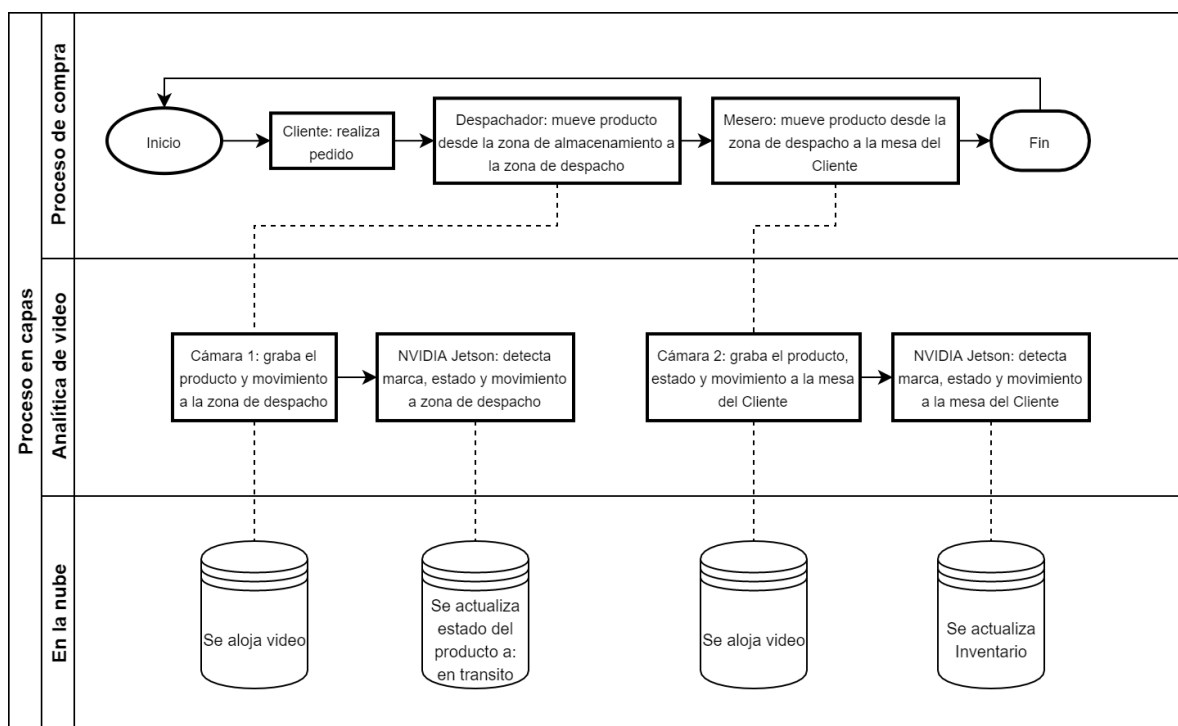 Proceso en capas
Proceso de compra
Inicio
Cliente: realiza
pedido
Despachador: mueve producto
desde la zona de almacenamiento a
la zona de despacho
Mesero: mueve producto desde la
zona de despacho a la mesa del
Cliente
Fin
Analítica de video
Cámara 1: graba el
producto y movimiento
a la zona de despacho
NVIDIA Jetson: detecta
marca, estado y movimiento
a zona de despacho
Cámara 2: graba el producto,
estado y movimiento a la mesa
del Cliente
NVIDIA Jetson: detecta
marca, estado y movimiento
a la mesa del Cliente
En la nube
Se aloja video
Se actualiza
estado del
producto a:
en transito
Se aloja video
Se actualiza
Inventario